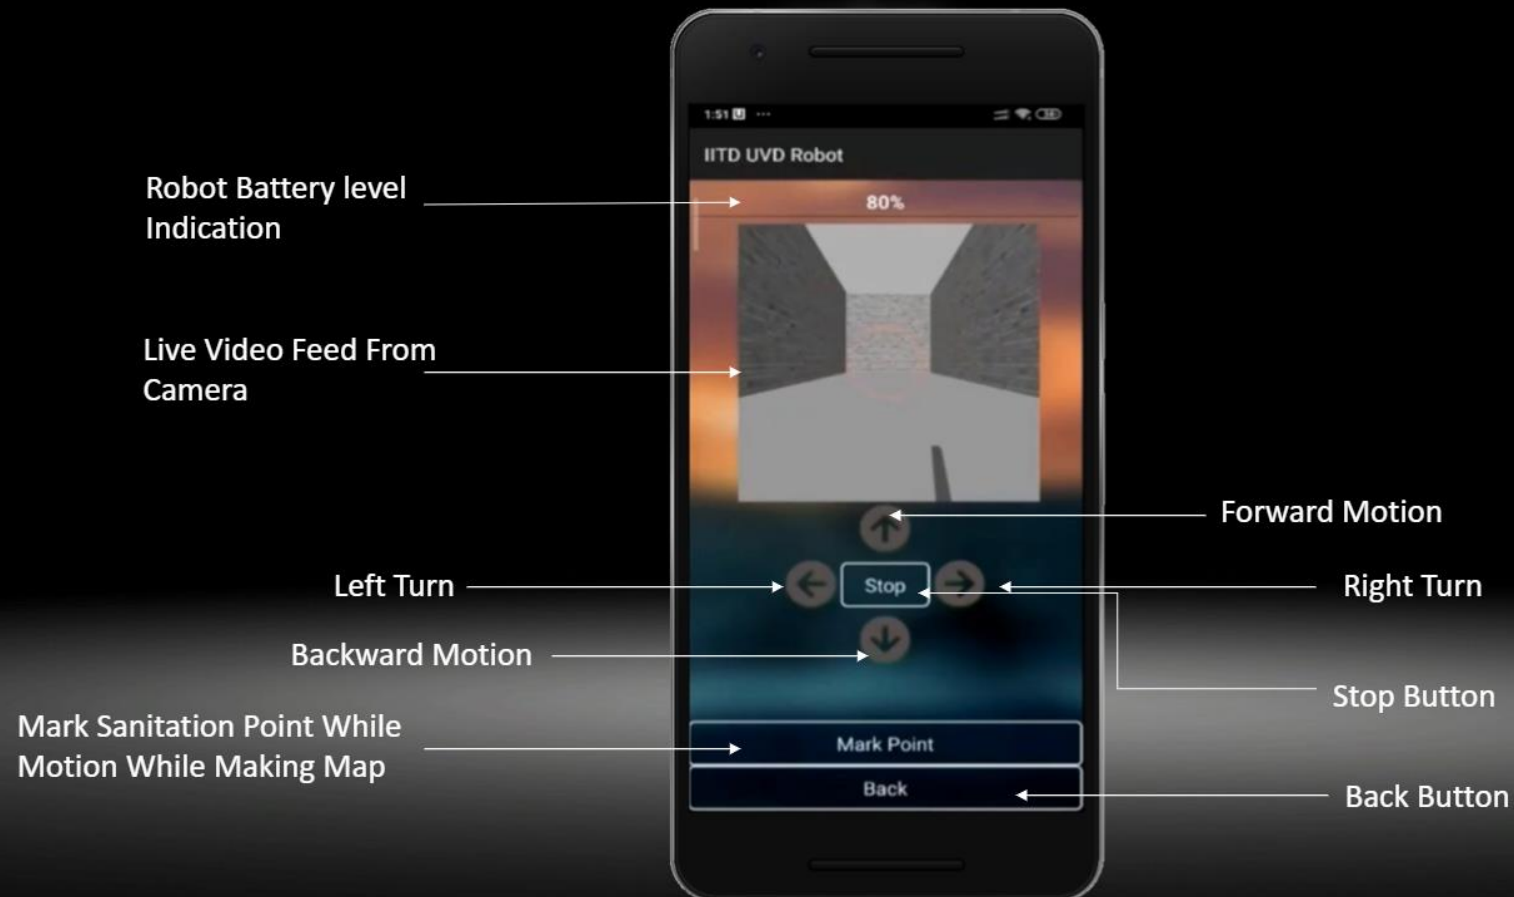 1:51
IITD UVD Robot
Robot Battery level
Indication
80%
Live Video Feed From
Camera
Forward Motion
Left Turn
Stop
Right Turn
Backward Motion
Stop Button
Mark Sanitation Point While
Motion While Making Map
Mark Point
Back
Back Button